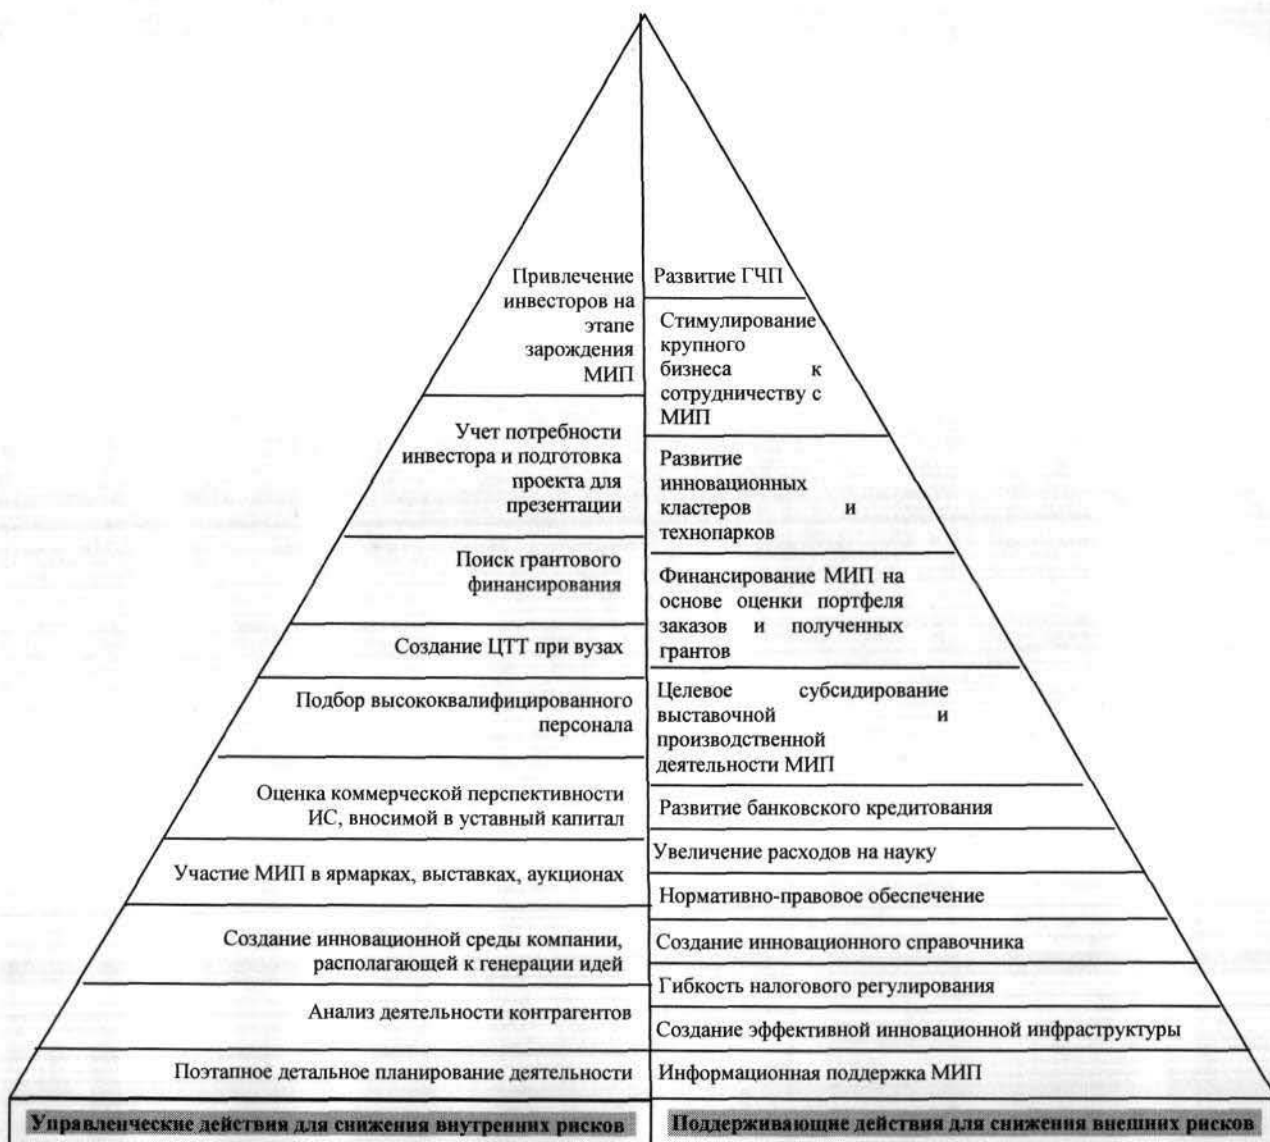 Привлечение
инвесторов на
этапе
зарождения
МИП
Учет потребности
инвестора и подготовка
проекта для
презентации
Поиск грантового
финансирования
Создание ЦТТ при вузах
Подбор высококвалифицированного
персонала
Оценка коммерческой перспективности
ИС, вносимой в уставный капитал
Участие МИП в ярмарках, выставках, аукционах
Создание инновационной среды компании,
располагающей к генерации идей
Анализ деятельности контрагентов
Поэтапное детальное планирование деятельности
Управленческие действия для снижения внутренних рисков
Развитие ГЧП
Стимулирование
крупного
бизнеса к
сотрудничеству с
МИП
Развитие
инновационных
кластеров и
технопарков
Финансирование МИП на
основе оценки портфеля
заказов и полученных
грантов
Целевое субсидирование
выставочной и
производственной
деятельности МИП
Развитие банковского кредитования
Увеличение расходов на науку
Нормативно-правовое обеспечение
Создание инновационного справочника
Гибкость налогового регулирования
Создание эффективной инновационной инфраструктуры
Информационная поддержка МИП
Поддерживающие действия для снижения внешних рисков